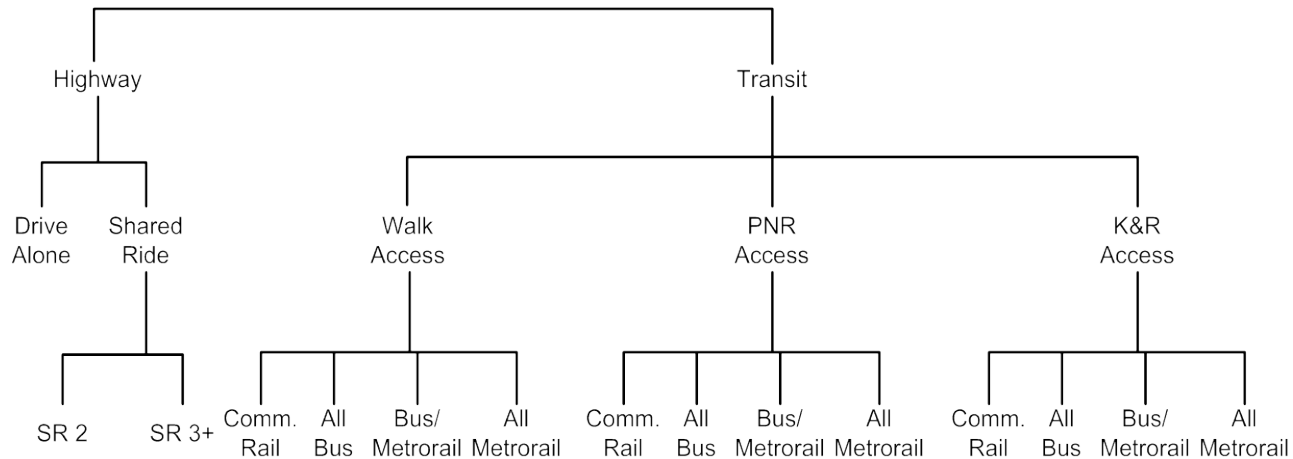 Highway
Transit
Drive
Alone
Shared
Ride
Walk
Access
PNR
Access
K&R
Access
SR 2
SR 3+
Comm.
Rail
All
Bus
Bus/
Metrorail
All
Metrorail
Comm.
Rail
All
Bus
Bus/
Metrorail
All
Metrorail
Comm.
Rail
All
Bus
Bus/
Metrorail
All
Metrorail